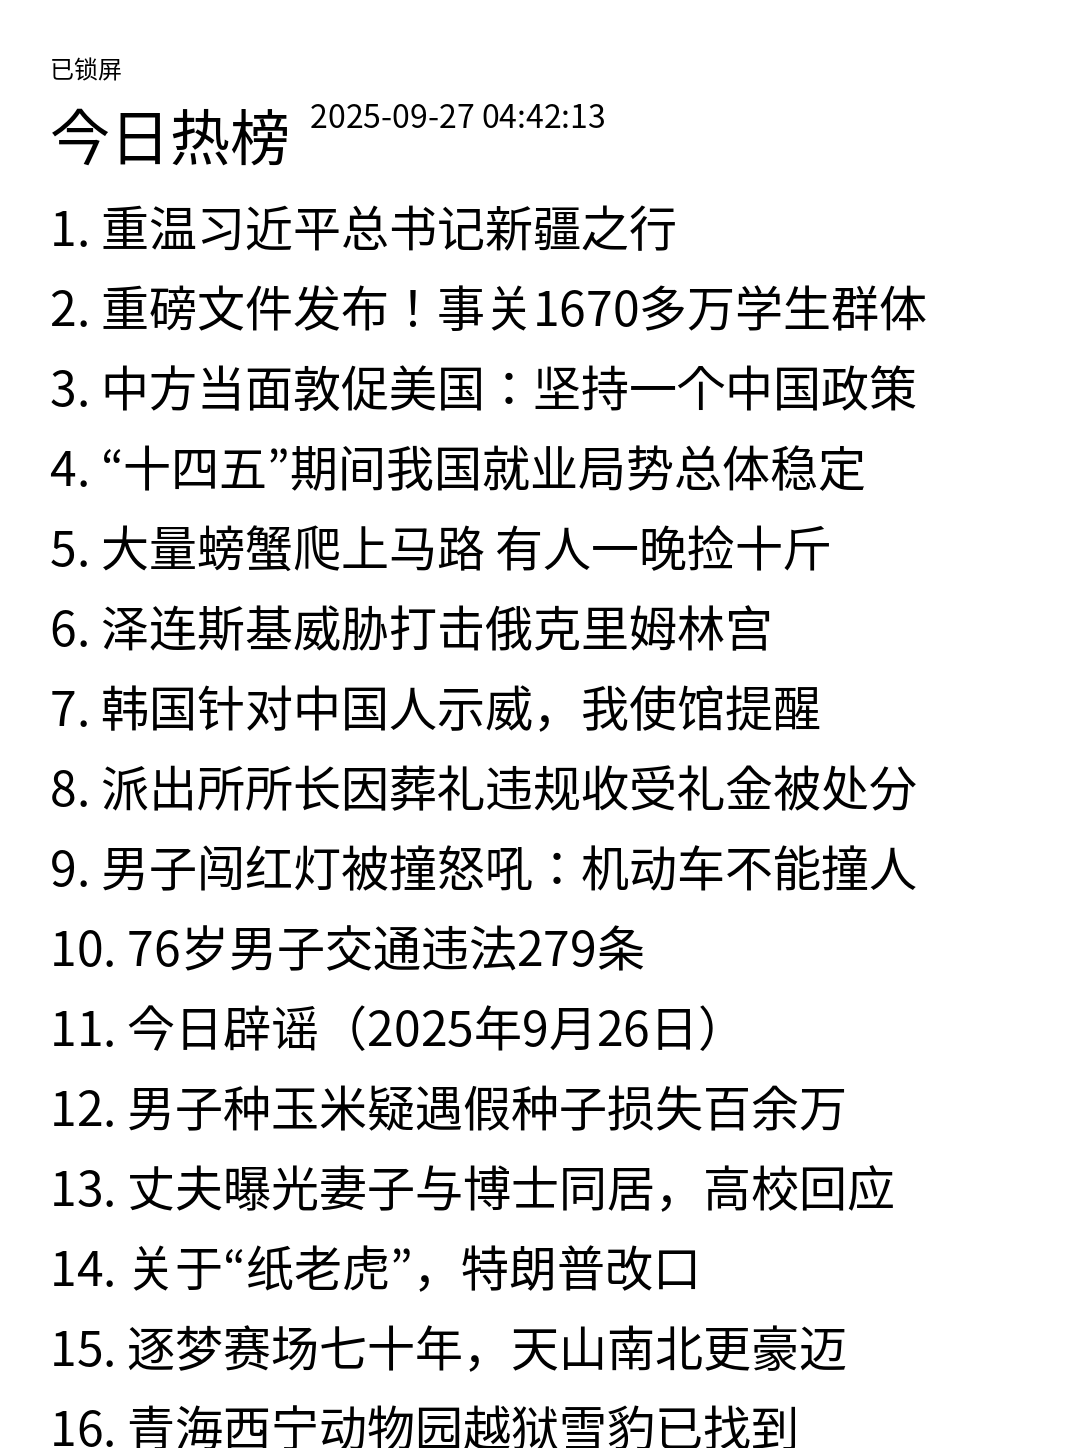 已锁屏
今日热榜 2025-09-27 04:42:13
1. 重温习近平总书记新疆之行
2. 重磅文件发布！事关1670多万学生群体
3. 中方当面敦促美国：坚持一个中国政策
4. “十四五”期间我国就业局势总体稳定
5. 大量螃蟹爬上马路 有人一晚捡十斤
6. 泽连斯基威胁打击俄克里姆林宫
7. 韩国针对中国人示威，我使馆提醒
8. 派出所所长因葬礼违规收受礼金被处分
9. 男子闯红灯被撞怒吼：机动车不能撞人
10. 76岁男子交通违法279条
11. 今日辟谣（2025年9月26日）
12. 男子种玉米疑遇假种子损失百余万
13. 丈夫曝光妻子与博士同居，高校回应
14. 关于“纸老虎”，特朗普改口
15. 逐梦赛场七十年，天山南北更豪迈
16. 青海西宁动物园越狱雪豹已找到